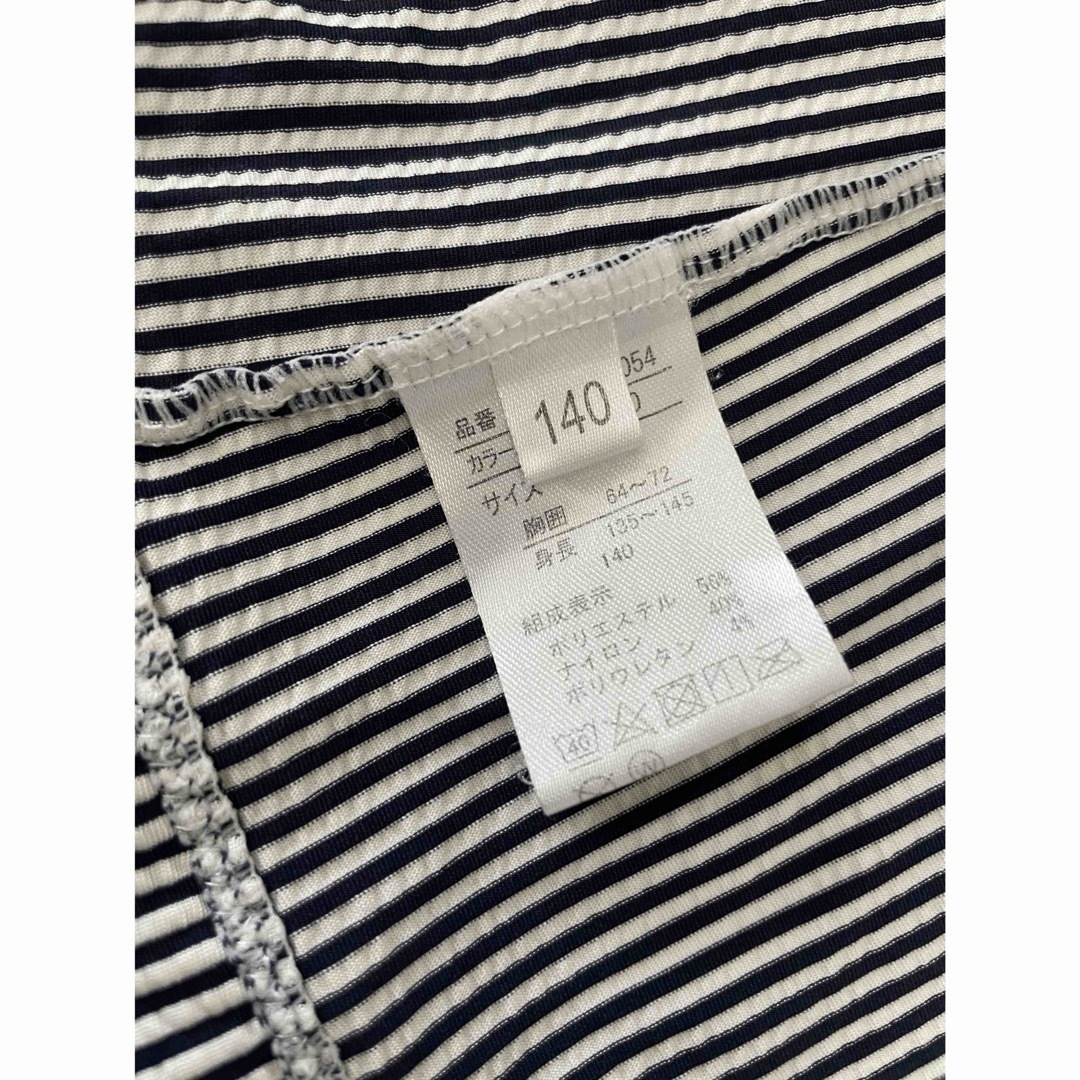 140
品番 054
カラー
サイズ
胸囲 64～72
身長 135～145
140
組成表示
ポリエステル 56%
ナイロン 40%
ポリウレタン 4%
40